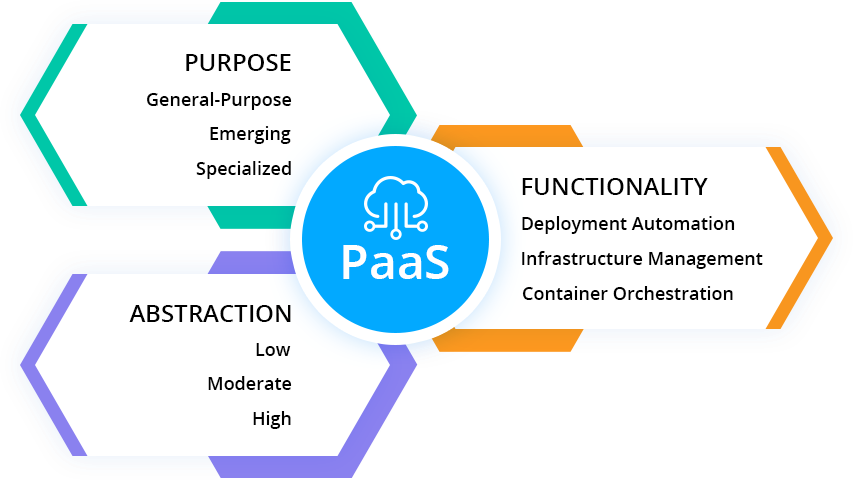 PURPOSE
General-Purpose
Emerging
Specialized
PaaS
FUNCTIONALITY
Deployment Automation
Infrastructure Management
Container Orchestration
ABSTRACTION
Low
Moderate
High